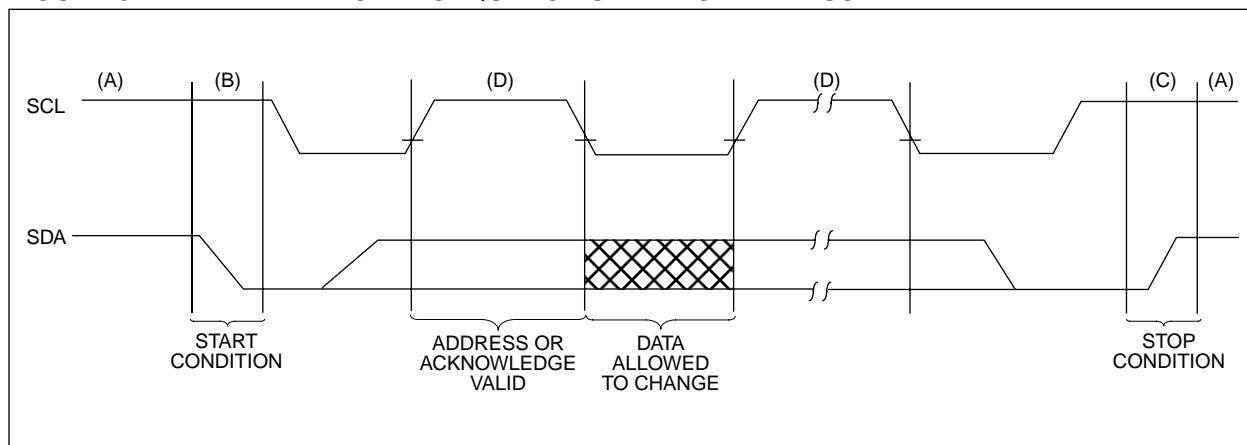 (A) (B) (D) (D) (C) (A)
SCL
SDA
START
CONDITION
ADDRESS OR
ACKNOWLEDGE
VALID
DATA
ALLOWED
TO CHANGE
STOP
CONDITION